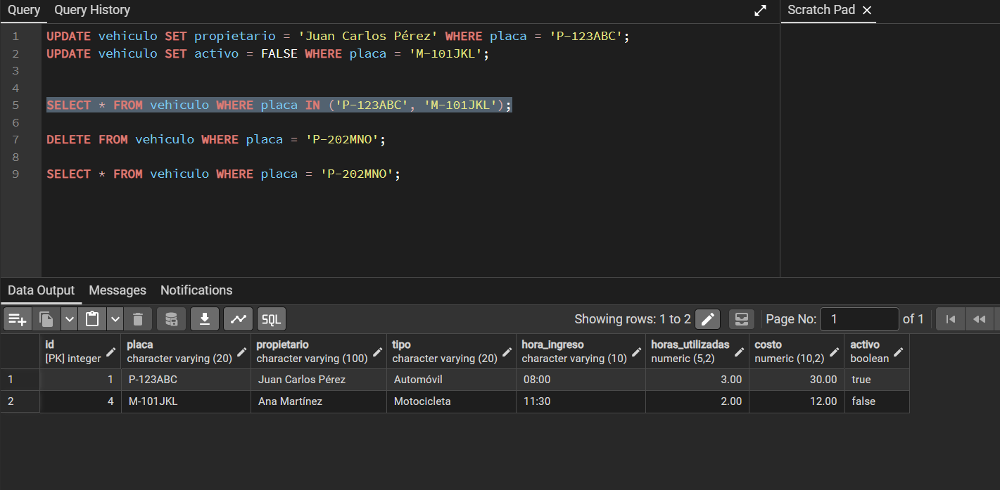 Query Query History Scratch Pad
1 UPDATE vehiculo SET propietario = 'Juan Carlos Pérez' WHERE placa = 'P-123ABC';
2 UPDATE vehiculo SET activo = FALSE WHERE placa = 'M-101JKL';
3
4
5 SELECT * FROM vehiculo WHERE placa IN ('P-123ABC', 'M-101JKL');
6
7 DELETE FROM vehiculo WHERE placa = 'P-202MNO';
8
9 SELECT * FROM vehiculo WHERE placa = 'P-202MNO';
Data Output Messages Notifications
SQL Showing rows: 1 to 2 Page No: 1 of 1
id placa propietario tipo hora_ingreso horas_utilizadas costo activo
[PK] integer character varying (20) character varying (100) character varying (20) character varying (10) numeric (5,2) numeric (10,2) boolean
1 1 P-123ABC Juan Carlos Pérez Automóvil 08:00 3.00 30.00 true
2 4 M-101JKL Ana Martínez Motocicleta 11:30 2.00 12.00 false